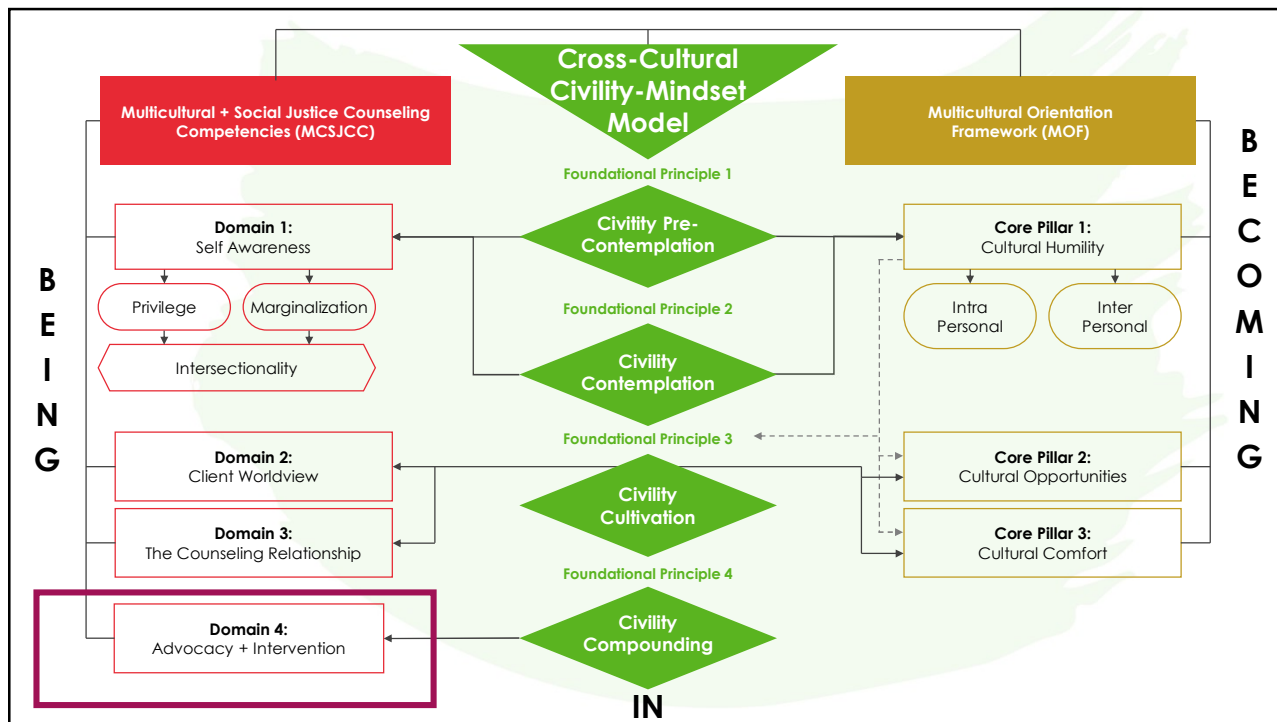 Cross-Cultural
Civility-Mindset
Model
Multicultural + Social Justice Counseling
Competencies (MCSJCC)
Multicultural Orientation
Framework (MOF)
BEING
BECOMING
Foundational Principle 1
Civitity Pre-
Contemplation
Domain 1:
Self Awareness
Core Pillar 1:
Cultural Humility
Privilege
Marginalization
Intersectionality
Intra
Personal
Inter
Personal
Foundational Principle 2
Civility
Contemplation
Foundational Principle 3
Civility
Cultivation
Domain 2:
Client Worldview
Core Pillar 2:
Cultural Opportunities
Domain 3:
The Counseling Relationship
Core Pillar 3:
Cultural Comfort
Foundational Principle 4
Civility
Compounding
Domain 4:
Advocacy + Intervention
IN